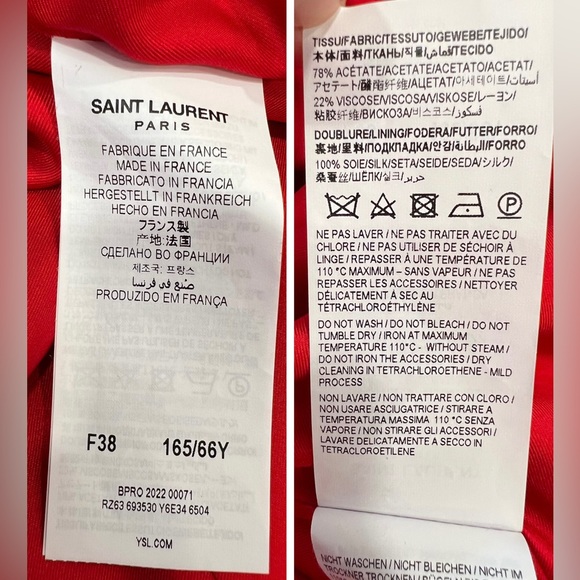 SAINT LAURENT
PARIS
FABRIQUE EN FRANCE
MADE IN FRANCE
FABBRICATO IN FRANCIA
HERGESTELLT IN FRANKREICH
HECHO EN FRANCIA
フランス製
产地:法国
СДЕЛАНО ВО ФРАНЦИИ
제조국: 프랑스
صنع في فرنسا
PRODUZIDO EM FRANÇA
F38 165/66Y
BPRO 2022 00071
RZ63 693530 Y6E34 6504
YSL.COM
TISSU/FABRIC/TESSUTO/GEWEBE/TEJIDO/
本体/面料/ТКАНЬ/직물/قماش/TECIDO
78% ACÉTATE/ACETATE/ACETATO/ACETAT/
アセテート/醋酯纤维/АЦЕТАТ/아세테이트/أسيتات/
22% VISCOSE/VISCOSA/VISKOSE/レーヨン/
粘胶纤维/ВИСКОЗА/비스코스/فسكوز/
DOUBLURE/LINING/FODERA/FUTTER/FORRO/
裏地/里料/ПОДКЛАДКА/안감/البطانة/FORRO
100% SOIE/SILK/SETA/SEIDE/SEDA/シルク/
桑蚕丝/ШЁЛК/실크/حرير/
NE PAS LAVER / NE PAS TRAITER AVEC DU
CHLORE / NE PAS UTILISER DE SÉCHOIR À
LINGE / REPASSER À UNE TEMPÉRATURE DE
110 °C MAXIMUM – SANS VAPEUR / NE PAS
REPASSER LES ACCESSOIRES / NETTOYER
DÉLICATEMENT À SEC AU
TÉTRACHLOROÉTHYLÈNE
DO NOT WASH / DO NOT BLEACH / DO NOT
TUMBLE DRY / IRON AT MAXIMUM
TEMPERATURE 110°C - WITHOUT STEAM /
DO NOT IRON THE ACCESSORIES / DRY
CLEANING IN TETRACHLOROETHENE - MILD
PROCESS
NON LAVARE / NON TRATTARE CON CLORO /
NON USARE ASCIUGATRICE / STIRARE A
TEMPERATURA MASSIMA 110 °C SENZA
VAPORE / NON STIRARE GLI ACCESSORI /
LAVARE DELICATAMENTE A SECCO IN
TETRACLOROETILENE
NICHT WASCHEN / NICHT BLEICHEN / NICHT IM
TROCKNER TROCKNEN / BÜGELN